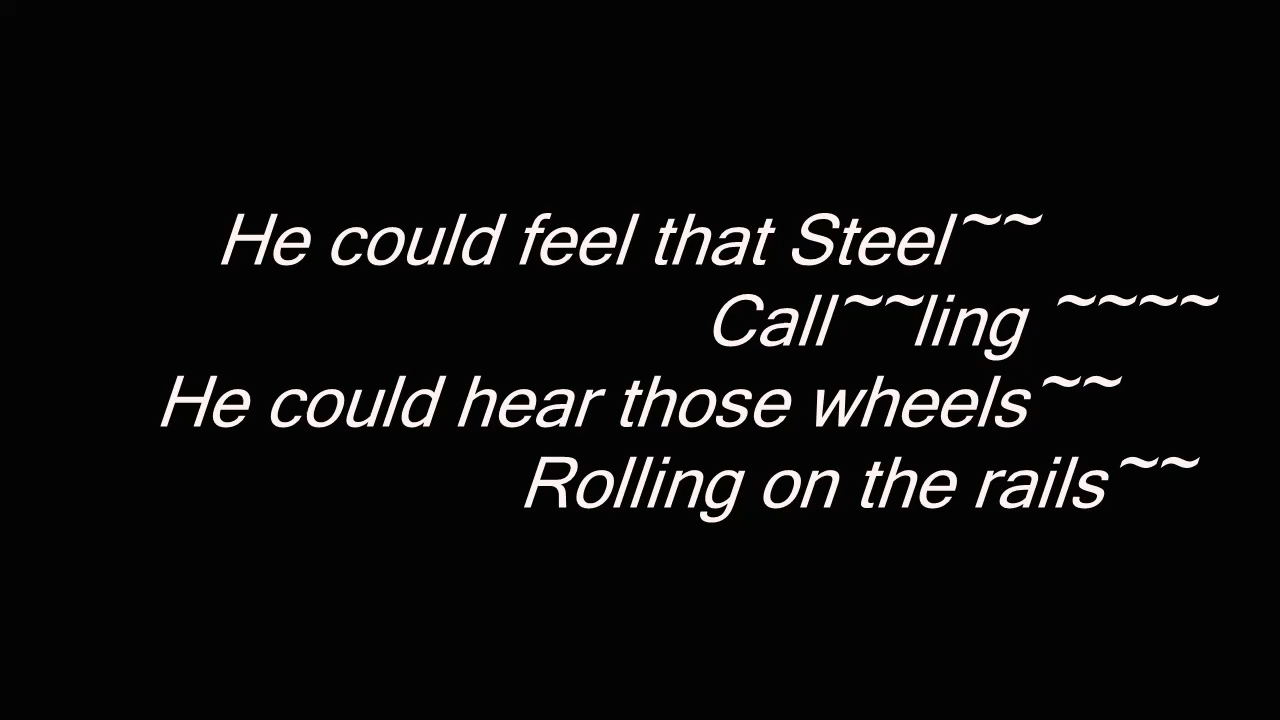 He could feel that Steel~~
Call~~ling ~~~~
He could hear those wheels~~
Rolling on the rails~~